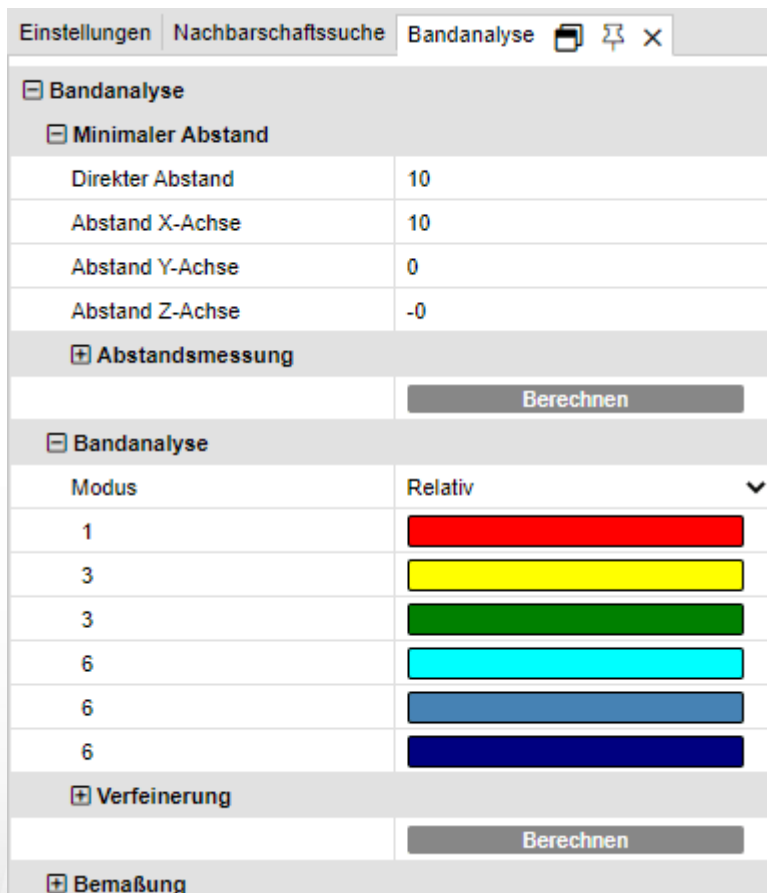 Einstellungen Nachbarschaftssuche Bandanalyse
Bandanalyse
Minimaler Abstand
Direkter Abstand 10
Abstand X-Achse 10
Abstand Y-Achse 0
Abstand Z-Achse -0
Abstandsmessung
Berechnen
Bandanalyse
Modus Relativ
1
3
3
6
6
6
Verfeinerung
Berechnen
Bemaßung